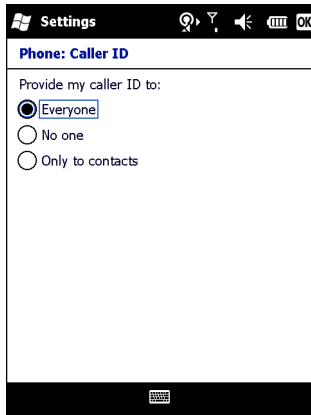 Settings
OK
Phone: Caller ID
Provide my caller ID to:
Everyone
No one
Only to contacts